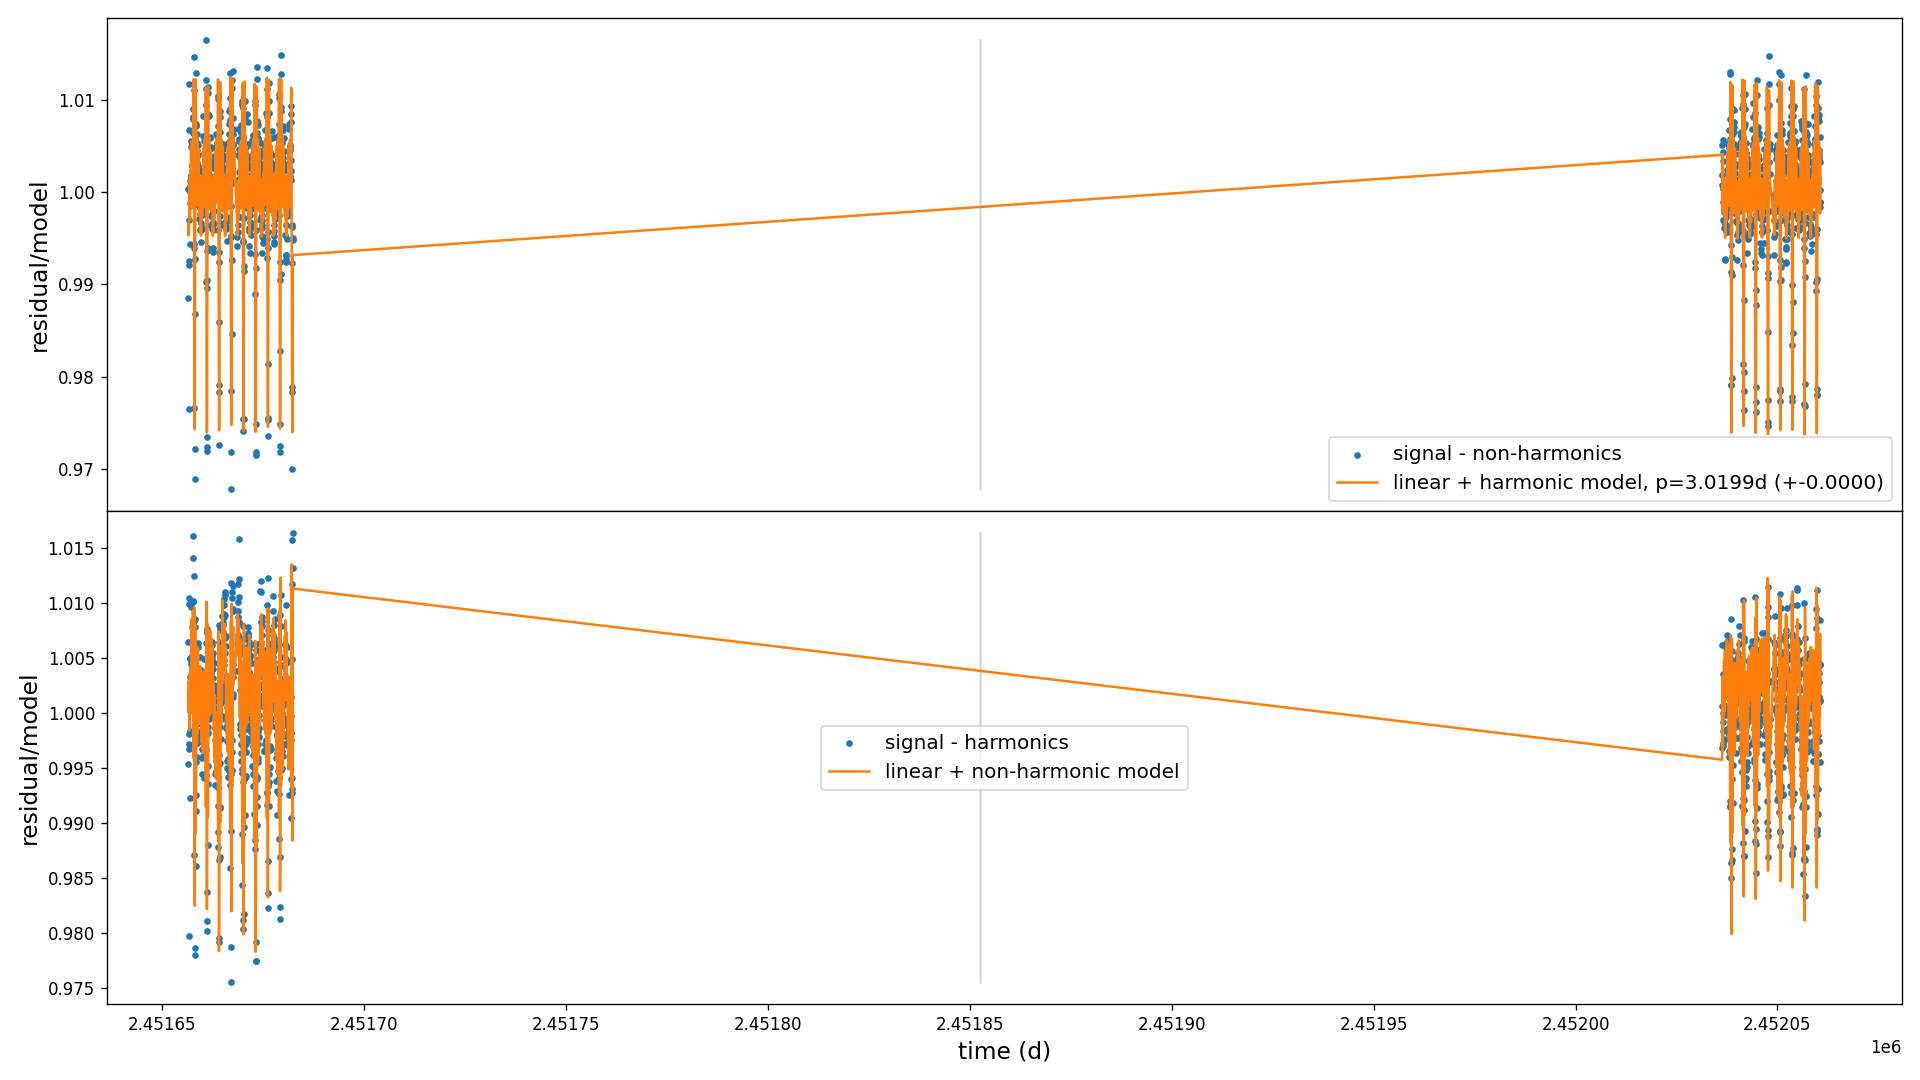 residual/model
1.01
1.00
0.99
0.98
0.97
signal - non-harmonics
linear + harmonic model, p=3.0199d (+-0.0000)
residual/model
1.015
1.010
1.005
1.000
0.995
0.990
0.985
0.980
0.975
signal - harmonics
linear + non-harmonic model
2.45165 2.45170 2.45175 2.45180 2.45185 2.45190 2.45195 2.45200 2.45205
1e6
time (d)